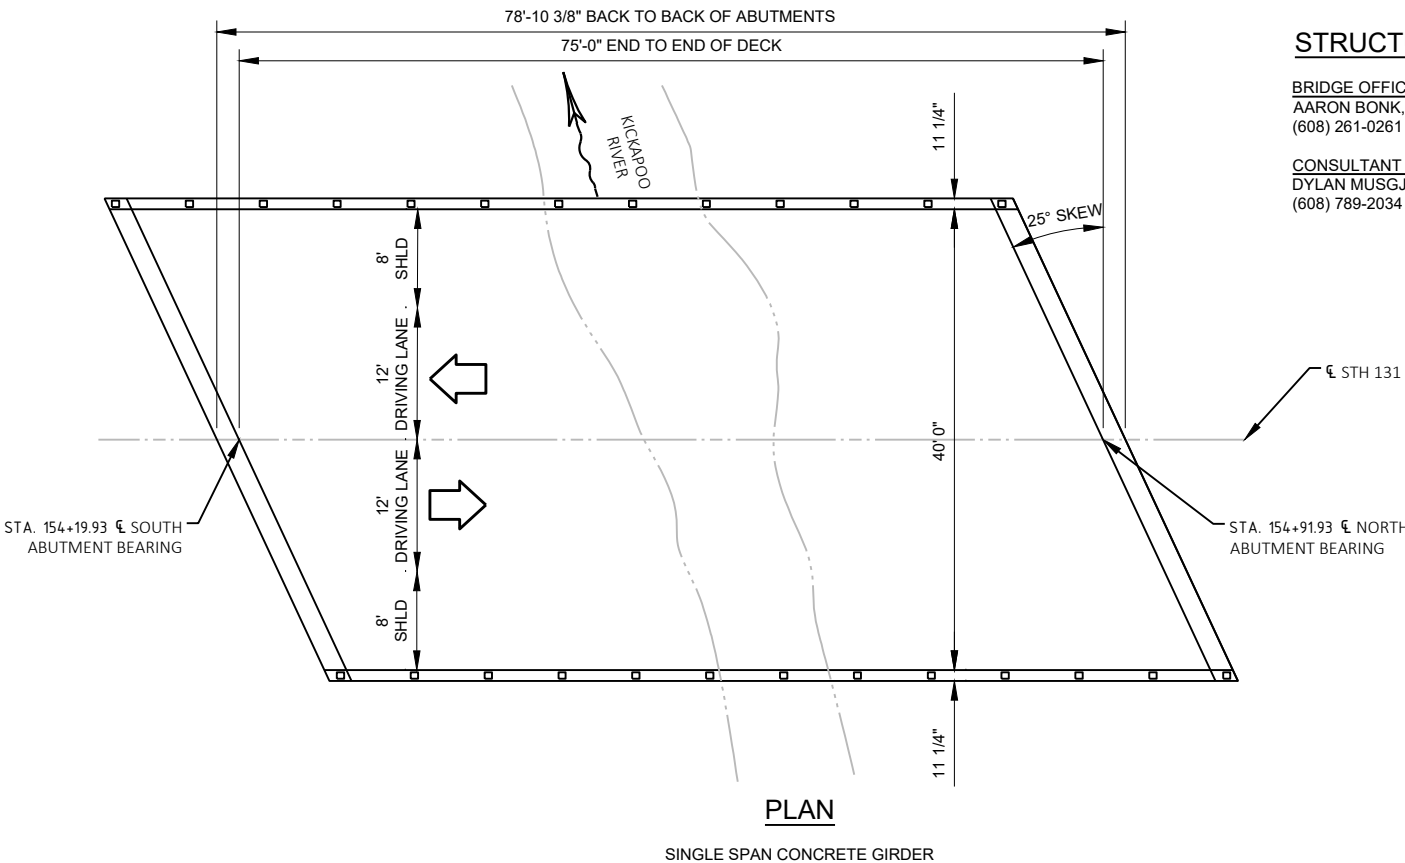 78'-10 3/8" BACK TO BACK OF ABUTMENTS
75'-0" END TO END OF DECK
STRUCT
BRIDGE OFFIC
AARON BONK,
(608) 261-0261
CONSULTANT
DYLAN MUSGJ
(608) 789-2034
11 1/4"
KICKAPOO
RIVER
25° SKEW
8'
SHLD
12'
DRIVING LANE
℄ STH 131
40' 0"
12'
DRIVING LANE
STA. 154+19.93 ℄ SOUTH
ABUTMENT BEARING
STA. 154+91.93 ℄ NORTH
ABUTMENT BEARING
8'
SHLD
11 1/4"
PLAN
SINGLE SPAN CONCRETE GIRDER